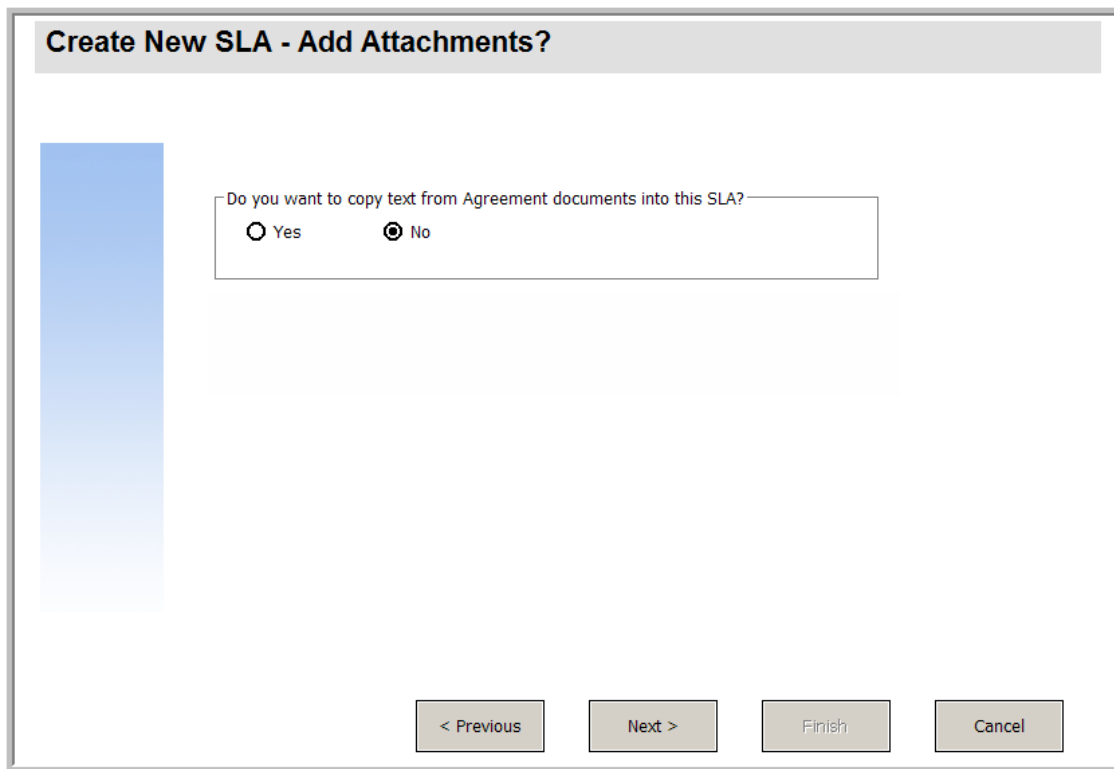 Create New SLA - Add Attachments?
Do you want to copy text from Agreement documents into this SLA?
Yes No
< Previous Next > Finish Cancel